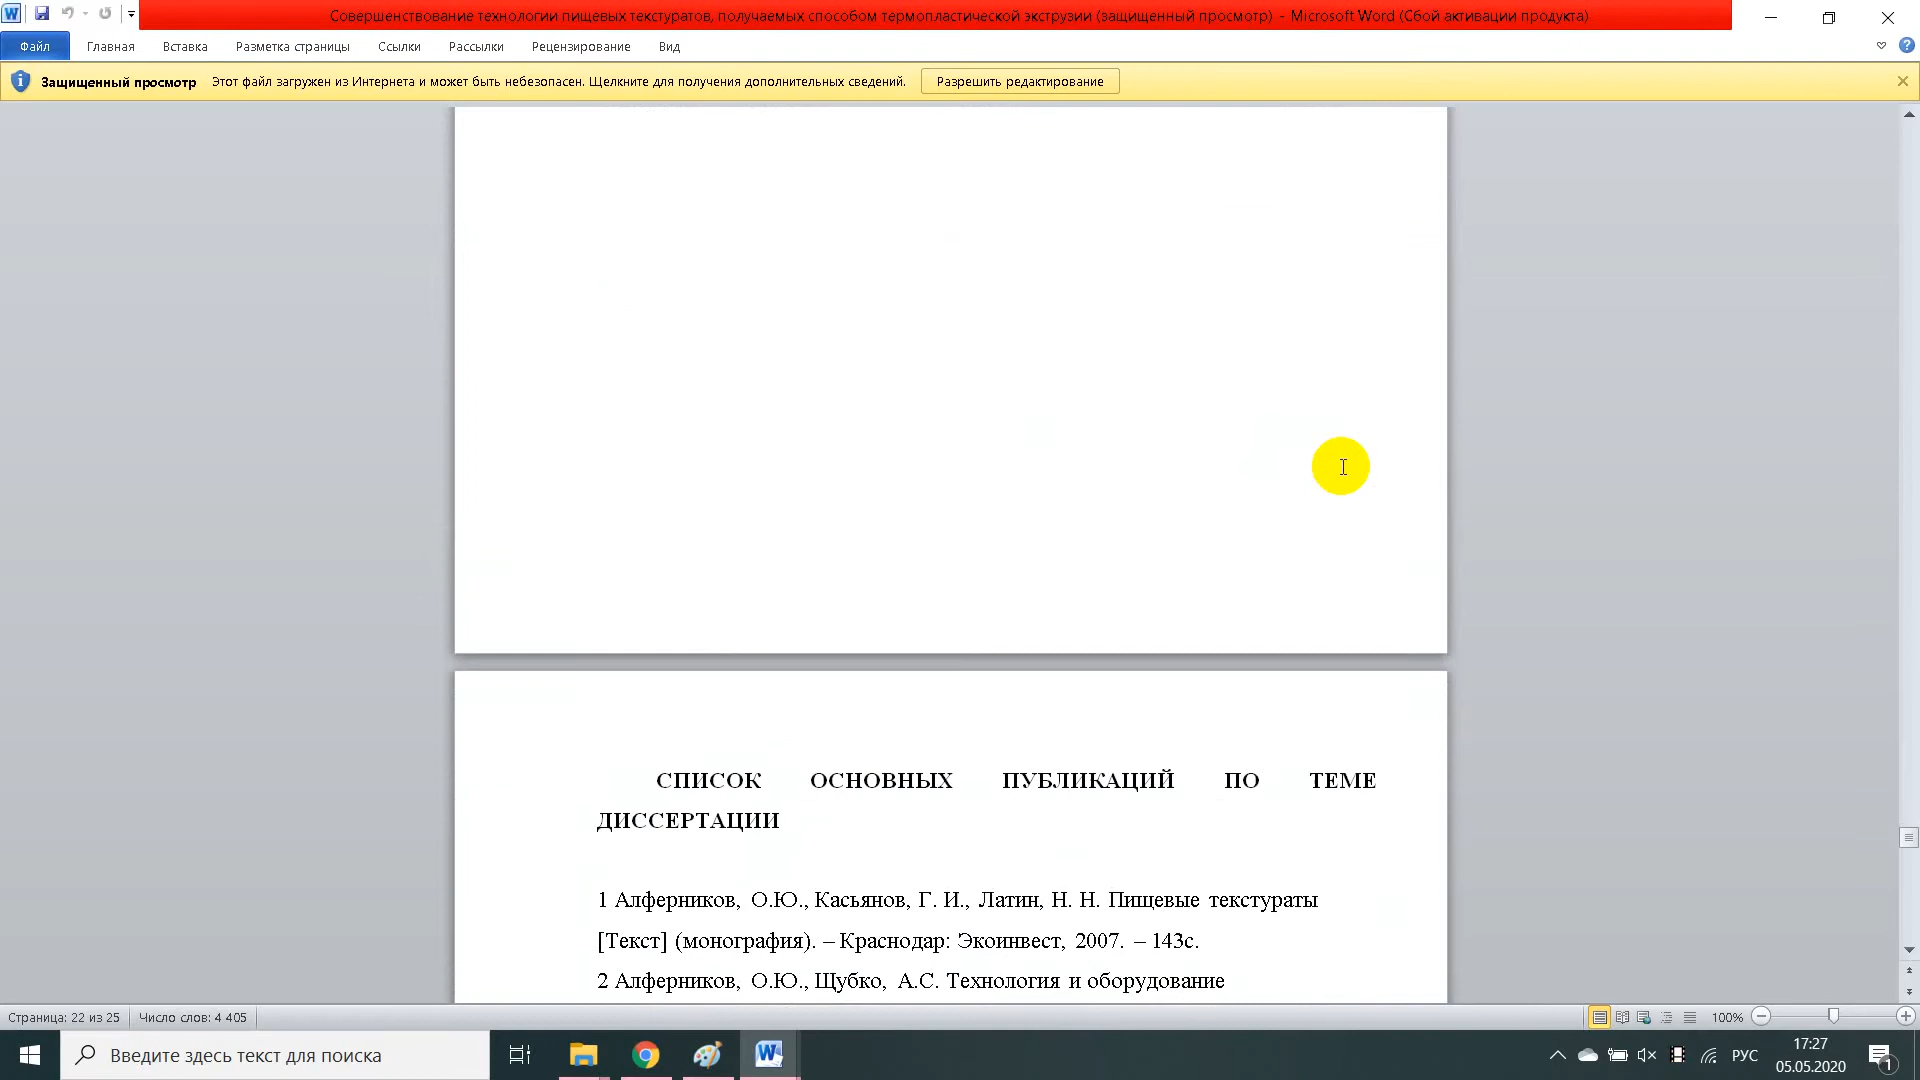 Совершенствование технологии пищевых текстуратов, получаемых способом термопластической экструзии (защищенный просмотр) - Microsoft Word (Сбой активации продукта)
Файл Главная Вставка Разметка страницы Ссылки Рассылки Рецензирование Вид
Защищенный просмотр Этот файл загружен из Интернета и может быть небезопасен. Щелкните для получения дополнительных сведений. Разрешить редактирование
СПИСОК ОСНОВНЫХ ПУБЛИКАЦИЙ ПО ТЕМЕ
ДИССЕРТАЦИИ
1 Алферников, О.Ю., Касьянов, Г. И., Латин, Н. Н. Пищевые текстураты
[Текст] (монография). – Краснодар: Экоинвест, 2007. – 143с.
2 Алферников, О.Ю., Щубко, А.С. Технология и оборудование
Страница: 22 из 25 Число слов: 4 405 100%
Введите здесь текст для поиска РУС 17:27
05.05.2020 1